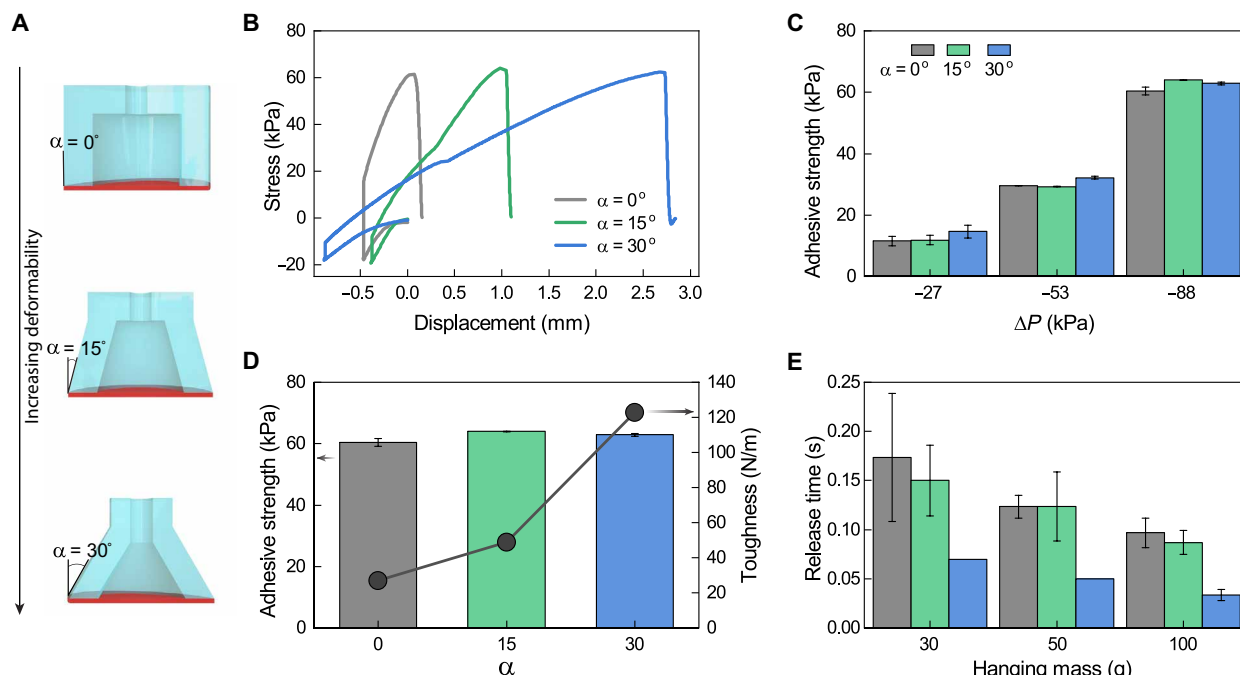 A
Increasing deformability
α = 0°
α = 15°
α = 30°
B
Stress (kPa)
80
60
40
20
0
−20
−0.5
0.0
0.5
1.0
1.5
2.0
2.5
3.0
Displacement (mm)
α = 0°
α = 15°
α = 30°
C
Adhesive strength (kPa)
80
60
40
20
0
α = 0° 15° 30°
−27
−53
−88
ΔP (kPa)
D
Adhesive strength (kPa)
80
60
40
20
0
0
15
30
α
140
120
100
80
60
40
20
0
Toughness (N/m)
E
Release time (s)
0.25
0.20
0.15
0.10
0.05
0.00
30
50
100
Hanging mass (g)